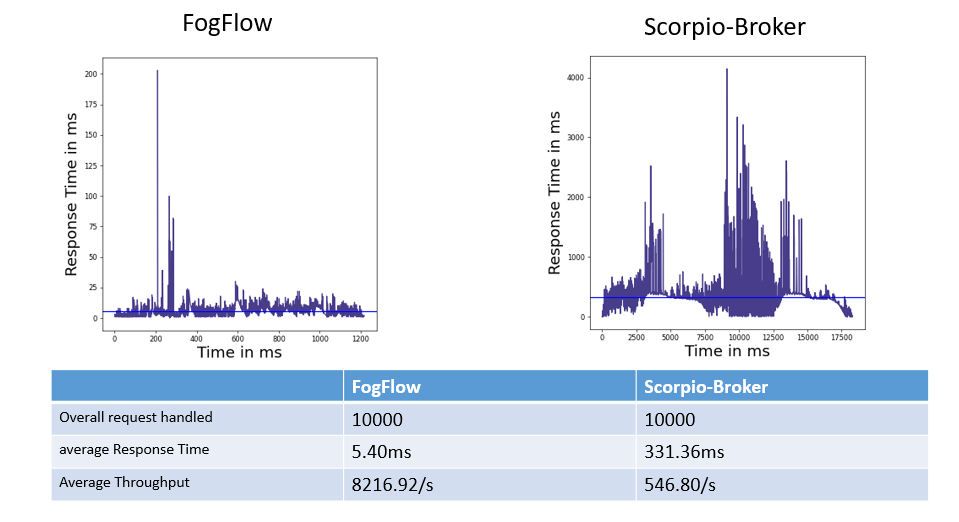 FogFlow
Scorpio-Broker
Response Time in ms
200
175
150
125
100
75
50
25
0
0 200 400 600 800 1000 1200
Time in ms
Response Time in ms
4000
3000
2000
1000
0
0 2500 5000 7500 10000 12500 15000 17500
Time in ms
FogFlow Scorpio-Broker
Overall request handled 10000 10000
average Response Time 5.40ms 331.36ms
Average Throughput 8216.92/s 546.80/s